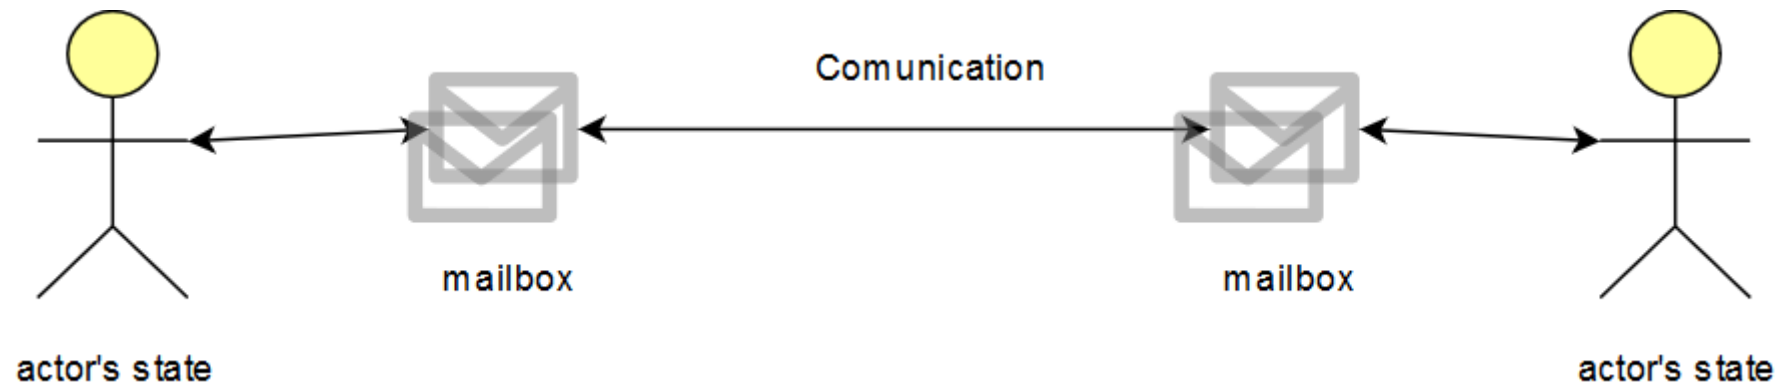 Comunication
mailbox
mailbox
actor's state
actor's state